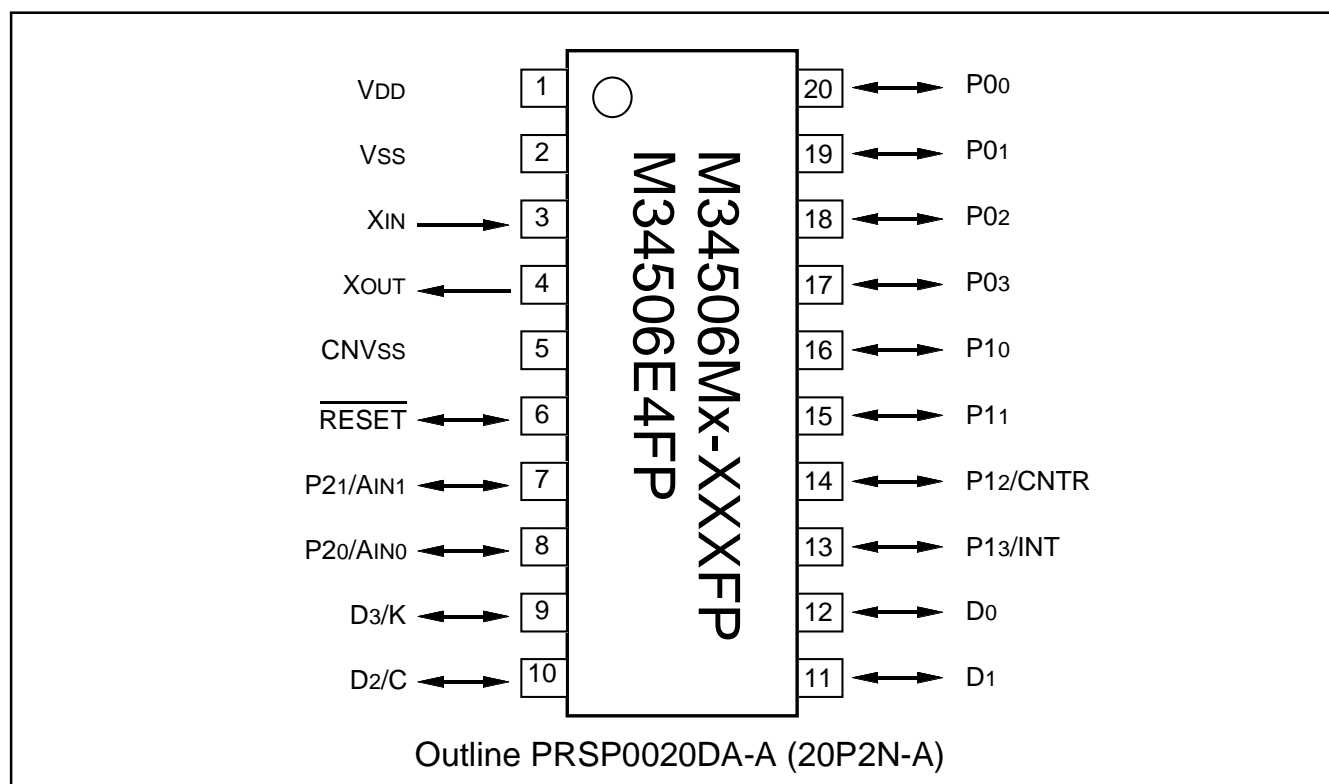 VDD 1 20 P00
VSS 2 19 P01
XIN 3 18 P02
XOUT 4 17 P03
CNVSS 5 16 P10
RESET 6 15 P11
P21/AIN1 7 14 P12/CNTR
P20/AIN0 8 13 P13/INT
D3/K 9 12 D0
D2/C 10 11 D1
M34506Mx-XXXFP
M34506E4FP
Outline PRSP0020DA-A (20P2N-A)